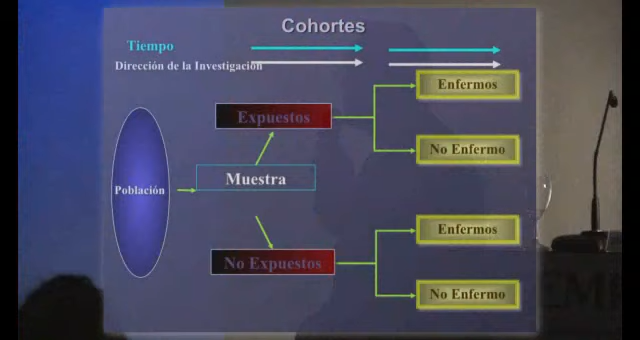 Cohortes
Tiempo
Dirección de la Investigación
Enfermos
Expuestos
No Enfermo
Muestra
Población
Enfermos
No Expuestos
No Enfermo